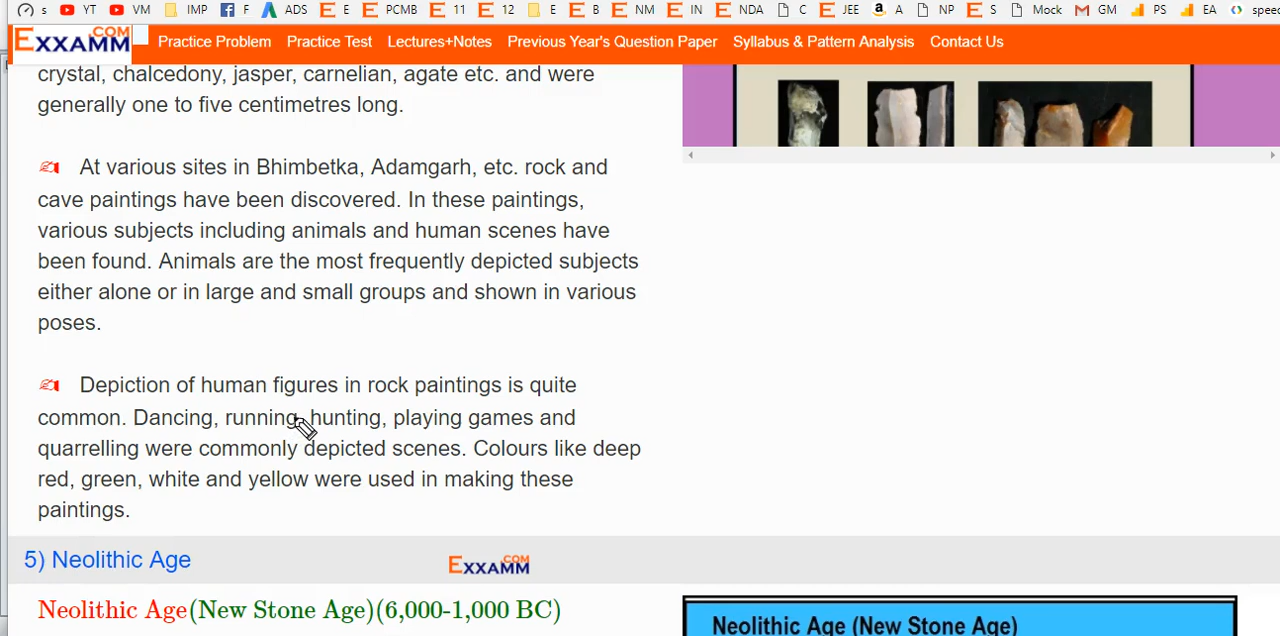 s YT VM IMP F ADS E PCMB 11 12 E B NM IN NDA C JEE A NP S Mock GM PS EA speed
EXXAMM.COM Practice Problem Practice Test Lectures+Notes Previous Year's Question Paper Syllabus & Pattern Analysis Contact Us
crystal, chalcedony, jasper, carnelian, agate etc. and were
generally one to five centimetres long.
At various sites in Bhimbetka, Adamgarh, etc. rock and
cave paintings have been discovered. In these paintings,
various subjects including animals and human scenes have
been found. Animals are the most frequently depicted subjects
either alone or in large and small groups and shown in various
poses.
Depiction of human figures in rock paintings is quite
common. Dancing, running, hunting, playing games and
quarrelling were commonly depicted scenes. Colours like deep
red, green, white and yellow were used in making these
paintings.
5) Neolithic Age EXXAMM.COM
Neolithic Age(New Stone Age)(6,000-1,000 BC)
Neolithic Age (New Stone Age)